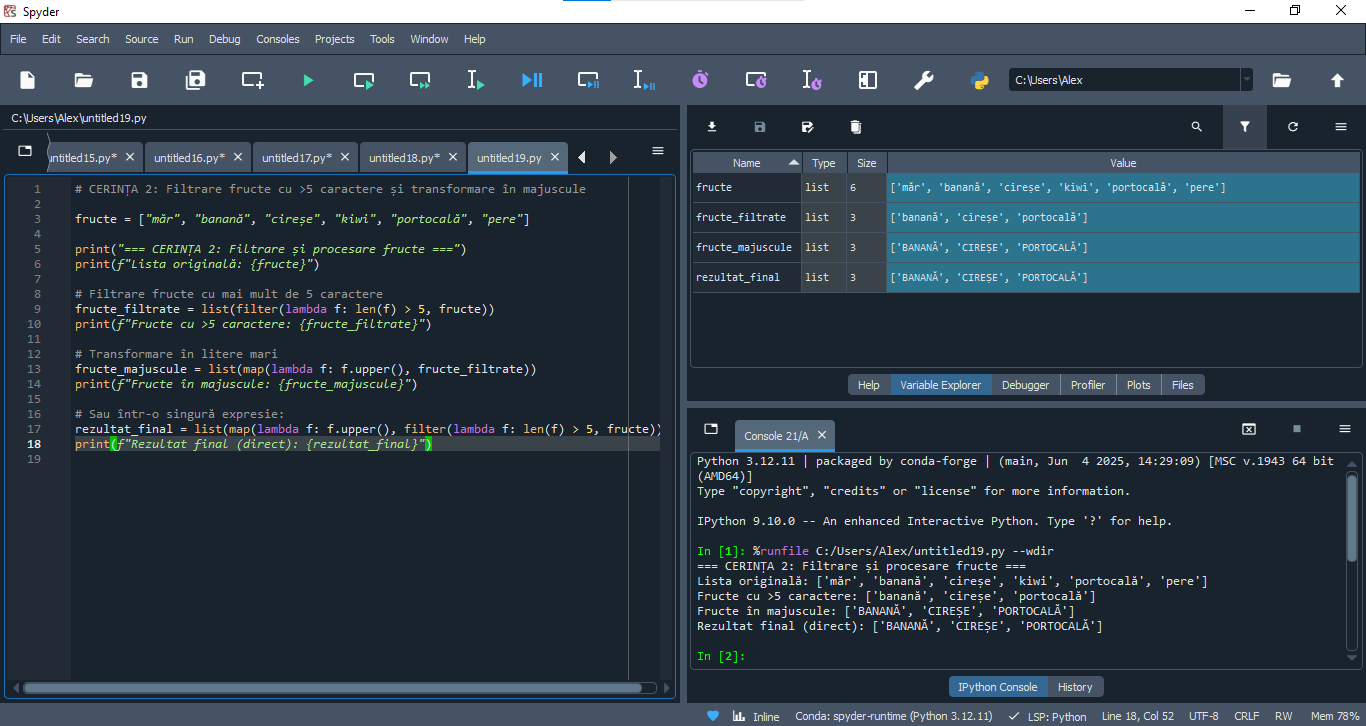 Spyder
File Edit Search Source Run Debug Consoles Projects Tools Window Help
C:\Users\Alex
C:\Users\Alex\untitled19.py
untitled15.py* untitled16.py* untitled17.py* untitled18.py* untitled19.py
1 # CERINȚA 2: Filtrare fructe cu >5 caractere și transformare în majuscule
2
3 fructe = ["măr", "banană", "cireșe", "kiwi", "portocală", "pere"]
4
5 print("=== CERINȚA 2: Filtrare și procesare fructe ===")
6 print(f"Lista originală: {fructe}")
7
8 # Filtrare fructe cu mai mult de 5 caractere
9 fructe_filtrate = list(filter(lambda f: len(f) > 5, fructe))
10 print(f"Fructe cu >5 caractere: {fructe_filtrate}")
11
12 # Transformare în litere mari
13 fructe_majuscule = list(map(lambda f: f.upper(), fructe_filtrate))
14 print(f"Fructe în majuscule: {fructe_majuscule}")
15
16 # Sau într-o singură expresie:
17 rezultat_final = list(map(lambda f: f.upper(), filter(lambda f: len(f) > 5, fructe))
18 print(f"Rezultat final (direct): {rezultat_final}")
19
Name Type Size Value
fructe list 6 ['măr', 'banană', 'cireșe', 'kiwi', 'portocală', 'pere']
fructe_filtrate list 3 ['banană', 'cireșe', 'portocală']
fructe_majuscule list 3 ['BANANĂ', 'CIREȘE', 'PORTOCALĂ']
rezultat_final list 3 ['BANANĂ', 'CIREȘE', 'PORTOCALĂ']
Help Variable Explorer Debugger Profiler Plots Files
Console 21/A
Python 3.12.11 | packaged by conda-forge | (main, Jun  4 2025, 14:29:09) [MSC v.1943 64 bit
(AMD64)]
Type "copyright", "credits" or "license" for more information.
IPython 9.10.0 -- An enhanced Interactive Python. Type '?' for help.
In [1]: %runfile C:/Users/Alex/untitled19.py --wdir
=== CERINȚA 2: Filtrare și procesare fructe ===
Lista originală: ['măr', 'banană', 'cireșe', 'kiwi', 'portocală', 'pere']
Fructe cu >5 caractere: ['banană', 'cireșe', 'portocală']
Fructe în majuscule: ['BANANĂ', 'CIREȘE', 'PORTOCALĂ']
Rezultat final (direct): ['BANANĂ', 'CIREȘE', 'PORTOCALĂ']
In [2]:
IPython Console History
Inline Conda: spyder-runtime (Python 3.12.11) LSP: Python Line 18, Col 52 UTF-8 CRLF RW Mem 78%